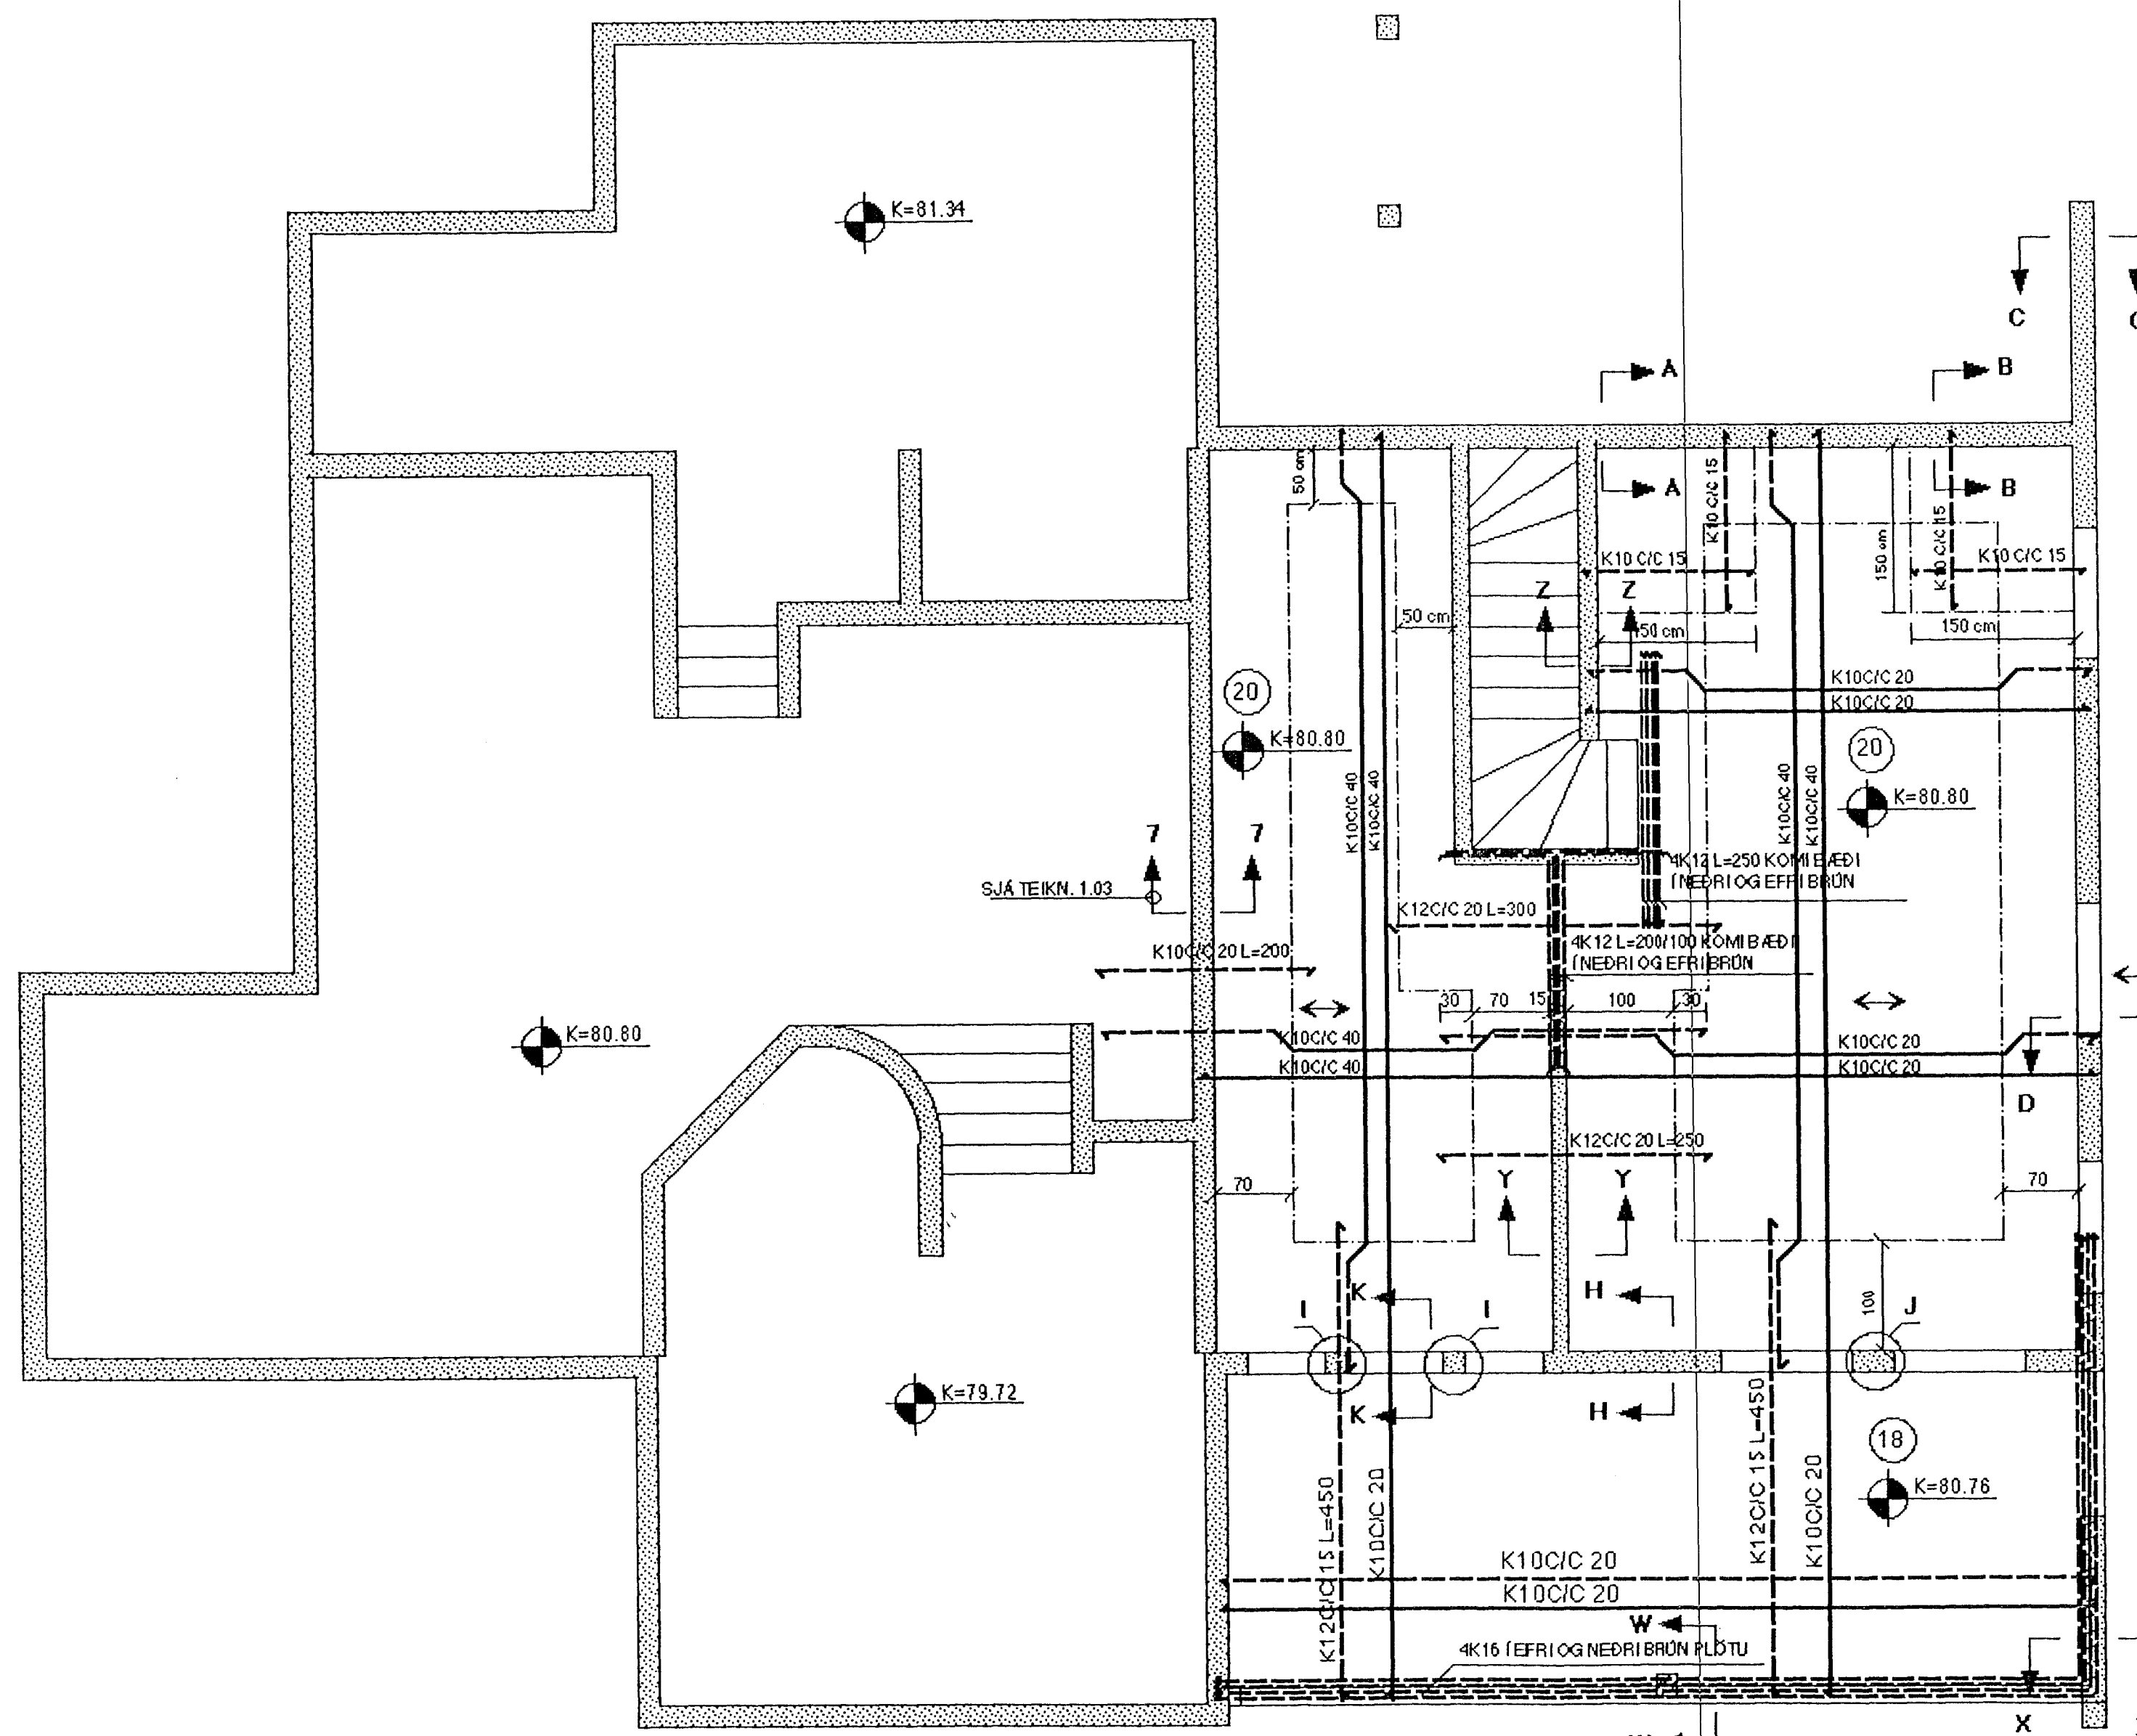 K=81.34
C
A
B
A
B
50 cm
K10 C/C 15
K10 C/C 15
150 cm
K10 C/C 15
K10 C/C 15
Z
Z
50 cm
50 cm
150 cm
K10C/C 20
K10C/C 20
20
K=80.80
20
K=80.80
K10C/C 40
K10C/C 40
K10C/C 40
K10C/C 40
7
7
SJÁ TEIKN. 1.03
4K12 L=250 KOMI BÆÐI
Í NEÐRI OG EFRI BRÚN
K12C/C 20 L=300
4K12 L=200/100 KOMI BÆÐI
Í NEÐRI OG EFRI BRÚN
K10C/C 20 L=200
30
70
15
100
30
K=80.80
K10C/C 40
K10C/C 40
K10C/C 20
K10C/C 20
D
K12C/C 20 L=250
70
Y
Y
70
I
K
I
H
100
J
K=79.72
K
H
K12C/C 15 L=450
K10C/C 20
K12C/C 15 L=450
K10C/C 20
18
K=80.76
K10C/C 20
K10C/C 20
W
4K16 Í EFRI OG NEÐRI BRÚN PLÖTU
X